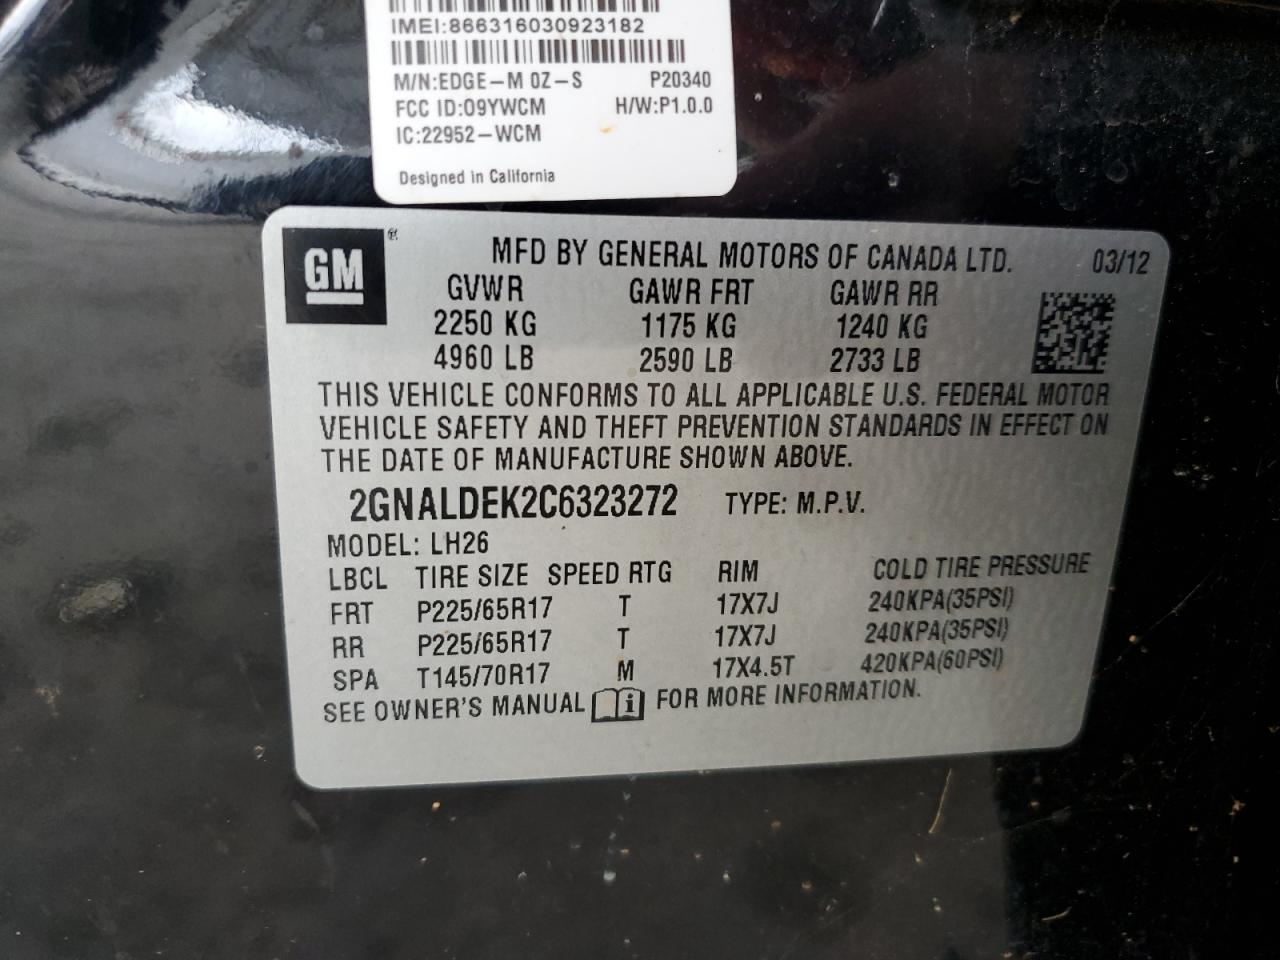 IMEI:866316030923182
M/N:EDGE-M 0Z-S P20340
FCC ID:O9YWCM H/W:P1.0.0
IC:22952-WCM
Designed in California
GM ® MFD BY GENERAL MOTORS OF CANADA LTD. 03/12
GVWR GAWR FRT GAWR RR
2250 KG 1175 KG 1240 KG
4960 LB 2590 LB 2733 LB
THIS VEHICLE CONFORMS TO ALL APPLICABLE U.S. FEDERAL MOTOR
VEHICLE SAFETY AND THEFT PREVENTION STANDARDS IN EFFECT ON
THE DATE OF MANUFACTURE SHOWN ABOVE.
2GNALDEK2C6323272 TYPE: M.P.V.
MODEL: LH26
LBCL TIRE SIZE SPEED RTG RIM COLD TIRE PRESSURE
FRT P225/65R17 T 17X7J 240KPA(35PSI)
RR P225/65R17 T 17X7J 240KPA(35PSI)
SPA T145/70R17 M 17X4.5T 420KPA(60PSI)
SEE OWNER'S MANUAL i FOR MORE INFORMATION.